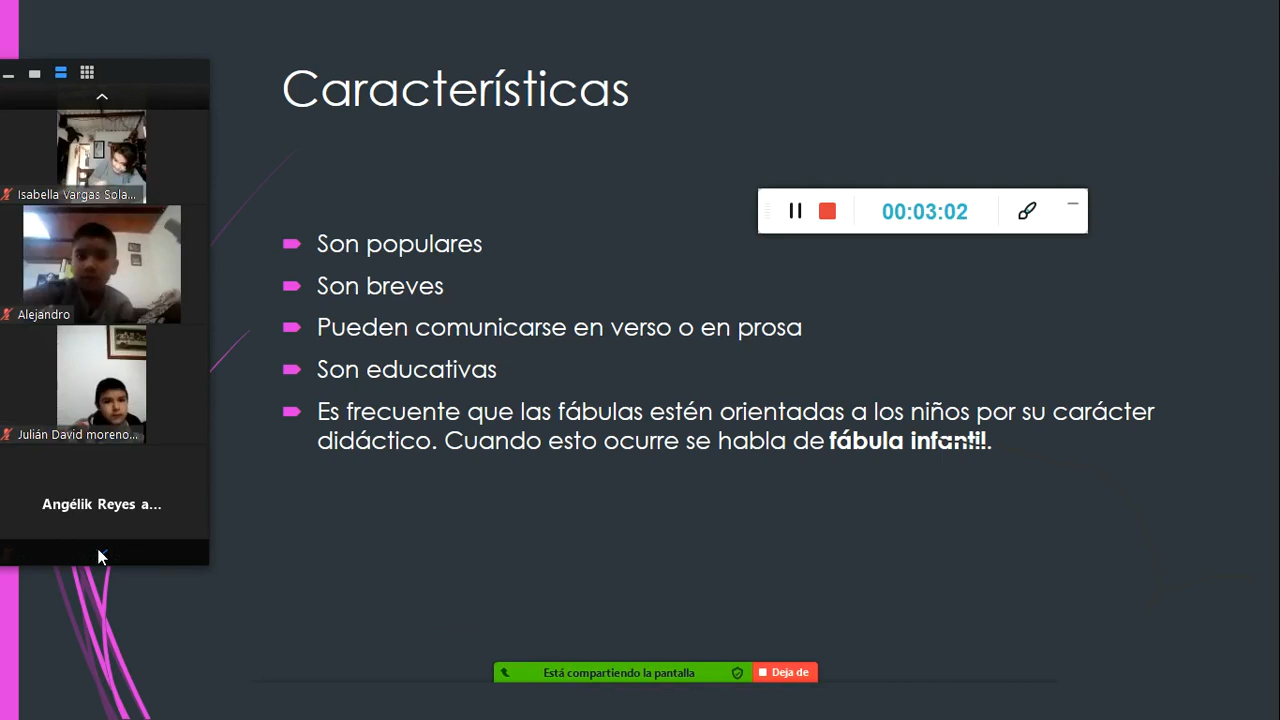 Características
Isabella Vargas Sola...
00:03:02
Son populares
Son breves
Alejandro
Pueden comunicarse en verso o en prosa
Son educativas
Es frecuente que las fábulas estén orientadas a los niños por su carácter
didáctico. Cuando esto ocurre se habla de fábula infantil.
Julián David moreno...
Angélik Reyes a...
Está compartiendo la pantalla
Deja de